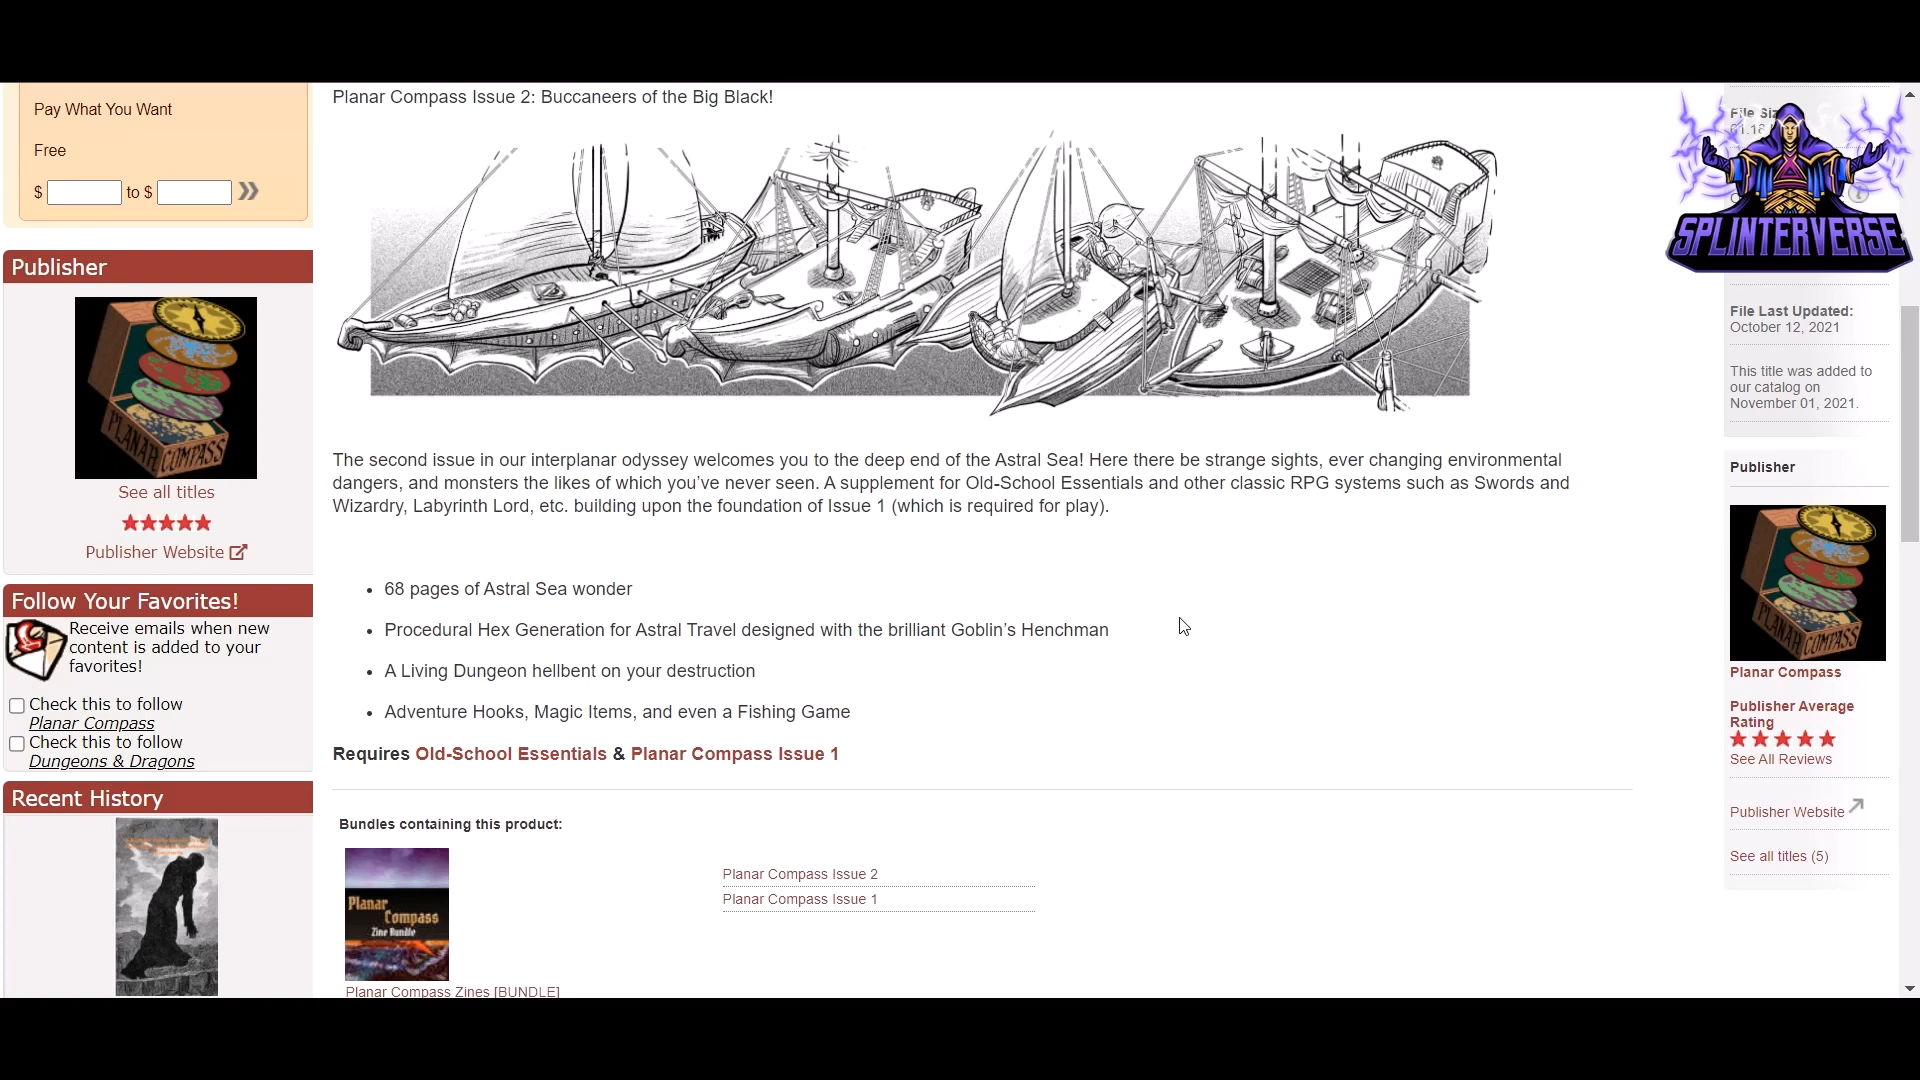 Pay What You Want
Free
$ to $
Publisher
PLANAR COMPASS
See all titles
Publisher Website
Follow Your Favorites!
Receive emails when new
content is added to your
favorites!
Check this to follow
Planar Compass
Check this to follow
Dungeons & Dragons
Recent History
Planar Compass Issue 2: Buccaneers of the Big Black!
The second issue in our interplanar odyssey welcomes you to the deep end of the Astral Sea! Here there be strange sights, ever changing environmental
dangers, and monsters the likes of which you've never seen. A supplement for Old-School Essentials and other classic RPG systems such as Swords and
Wizardry, Labyrinth Lord, etc. building upon the foundation of Issue 1 (which is required for play).
• 68 pages of Astral Sea wonder
• Procedural Hex Generation for Astral Travel designed with the brilliant Goblin's Henchman
• A Living Dungeon hellbent on your destruction
• Adventure Hooks, Magic Items, and even a Fishing Game
Requires Old-School Essentials & Planar Compass Issue 1
Bundles containing this product:
Planar
Compass
Zine Bundle
Planar Compass Zines [BUNDLE]
Planar Compass Issue 2
Planar Compass Issue 1
File
SPLINTERVERSE
File Last Updated:
October 12, 2021
This title was added to
our catalog on
November 01, 2021.
Publisher
PLANAR COMPASS
Planar Compass
Publisher Average
Rating
See All Reviews
Publisher Website
See all titles (5)